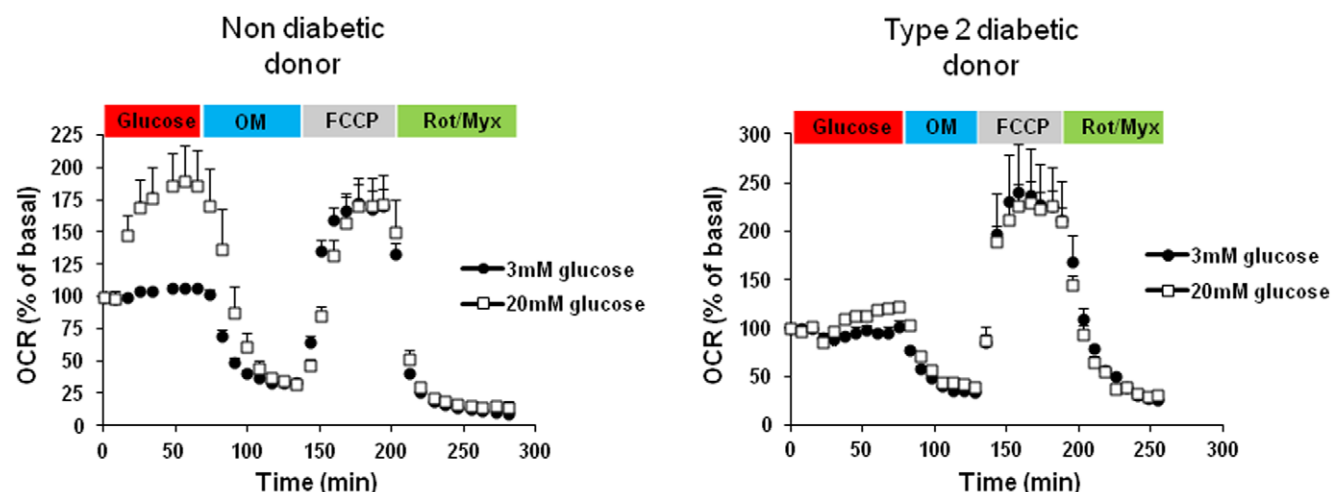 Non diabetic
donor
Glucose OM FCCP Rot/Myx
225
200
175
150
125
100
75
50
25
0
OCR (% of basal)
0 50 100 150 200 250 300
Time (min)
3mM glucose
20mM glucose
Type 2 diabetic
donor
Glucose OM FCCP Rot/Myx
300
250
200
150
100
50
0
OCR (% of basal)
0 50 100 150 200 250 300
Time (min)
3mM glucose
20mM glucose